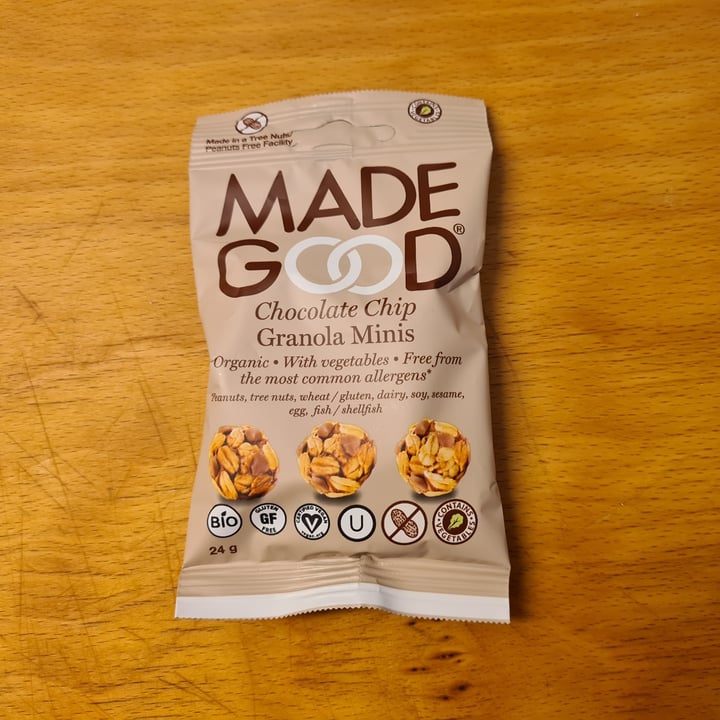 Made in a Tree Nuts/
Peanuts Free Facility
CONTAINS
VEGETABLES
MADE
GOOD®
Chocolate Chip
Granola Minis
Organic • With vegetables • Free from
the most common allergens*
Peanuts, tree nuts, wheat / gluten, dairy, soy, sesame,
egg, fish / shellfish
BIO
GLUTEN
GF
FREE
CERTIFIED VEGAN
U
CONTAINS
VEGETABLES
24 g